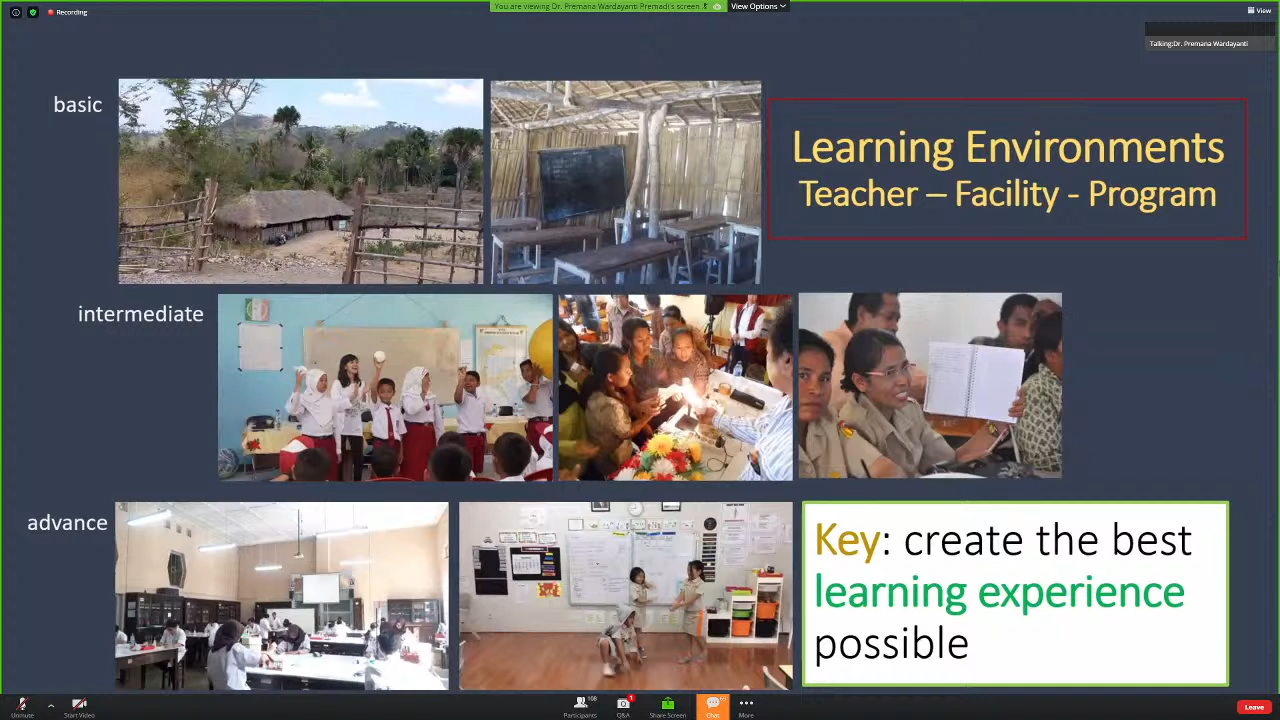 You are viewing Dr. Premana Wardayanti Premadi's screen
View Options
Recording
View
Talking:Dr. Premana Wardayanti
basic
Learning Environments
Teacher – Facility - Program
intermediate
advance
Key: create the best
learning experience
possible
Unmute
Start Video
Participants
108
Q&A
1
Share Screen
Chat
More
Leave